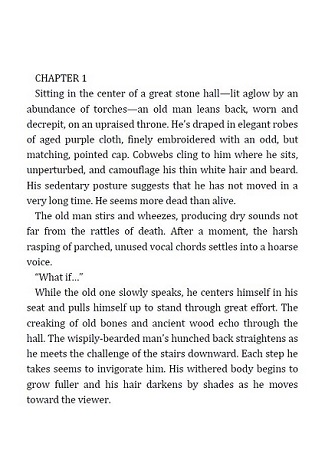 CHAPTER 1
Sitting in the center of a great stone hall—lit aglow by an
abundance of torches—an old man leans back, worn and
decrepit, on an upraised throne. He's draped in elegant robes
of aged purple cloth, finely embroidered with an odd, but
matching, pointed cap. Cobwebs cling to him where he sits,
unperturbed, and camouflage his thin white hair and beard.
His sedentary posture suggests that he has not moved in a
very long time. He seems more dead than alive.
The old man stirs and wheezes, producing dry sounds not
far from the rattles of death. After a moment, the harsh
rasping of parched, unused vocal chords settles into a hoarse
voice.
“What if…”
While the old one slowly speaks, he centers himself in his
seat and pulls himself up to stand through great effort. The
creaking of old bones and ancient wood echo through the
hall. The wispily-bearded man's hunched back straightens as
he meets the challenge of the stairs downward. Each step he
takes seems to invigorate him. His withered body begins to
grow fuller and his hair darkens by shades as he moves
toward the viewer.